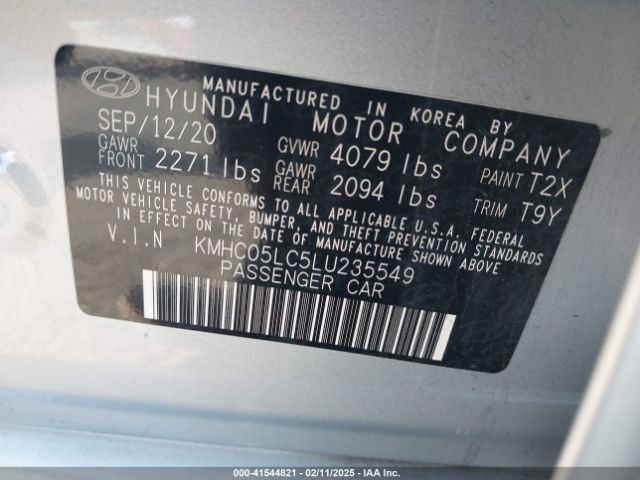 MANUFACTURED IN KOREA BY
HYUNDAI MOTOR COMPANY
SEP/12/20 GVWR 4079 lbs PAINT T2X
GAWR FRONT 2271 lbs GAWR REAR 2094 lbs TRIM T9Y
THIS VEHICLE CONFORMS TO ALL APPLICABLE U.S.A. FEDERAL
MOTOR VEHICLE SAFETY, BUMPER, AND THEFT PREVENTION STANDARDS
IN EFFECT ON THE DATE OF MANUFACTURE SHOWN ABOVE
V.I.N KMHC05LC5LU235549
PASSENGER CAR
000-41544821 - 02/11/2025 - IAA Inc.